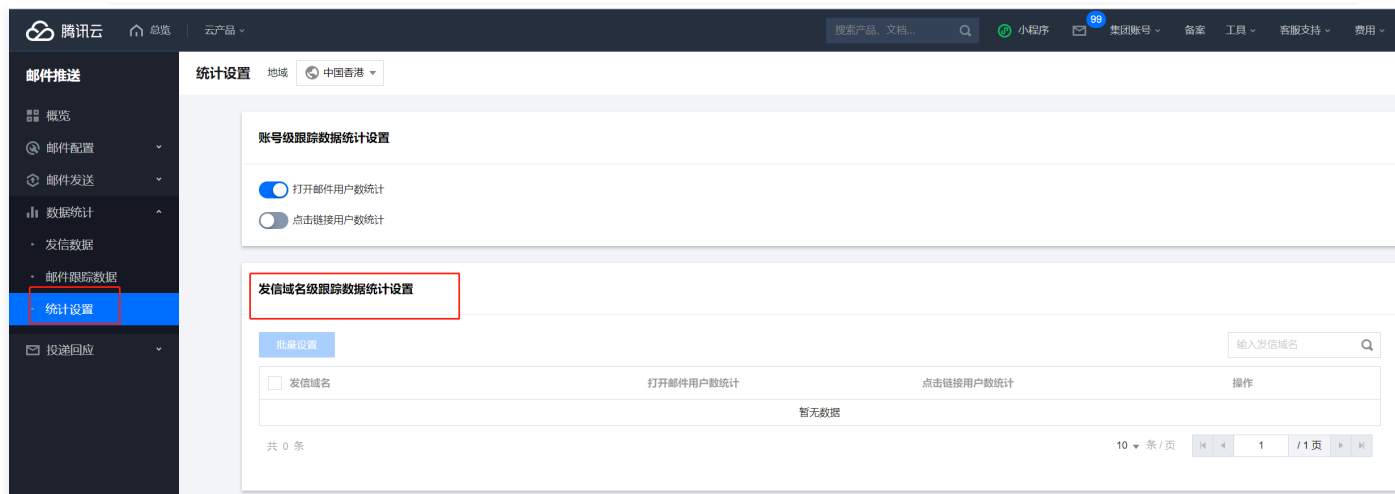 腾讯云 总览 云产品 搜索产品、文档... 小程序 99 集团账号 备案 工具 客服支持 费用
邮件推送
统计设置 地域 中国香港
概览
邮件配置
邮件发送
数据统计
发信数据
邮件跟踪数据
统计设置
投递回应
账号级跟踪数据统计设置
打开邮件用户数统计
点击链接用户数统计
发信域名级跟踪数据统计设置
批量设置 输入发信域名
发信域名 打开邮件用户数统计 点击链接用户数统计 操作
暂无数据
共 0 条 10 条 / 页 1 / 1 页